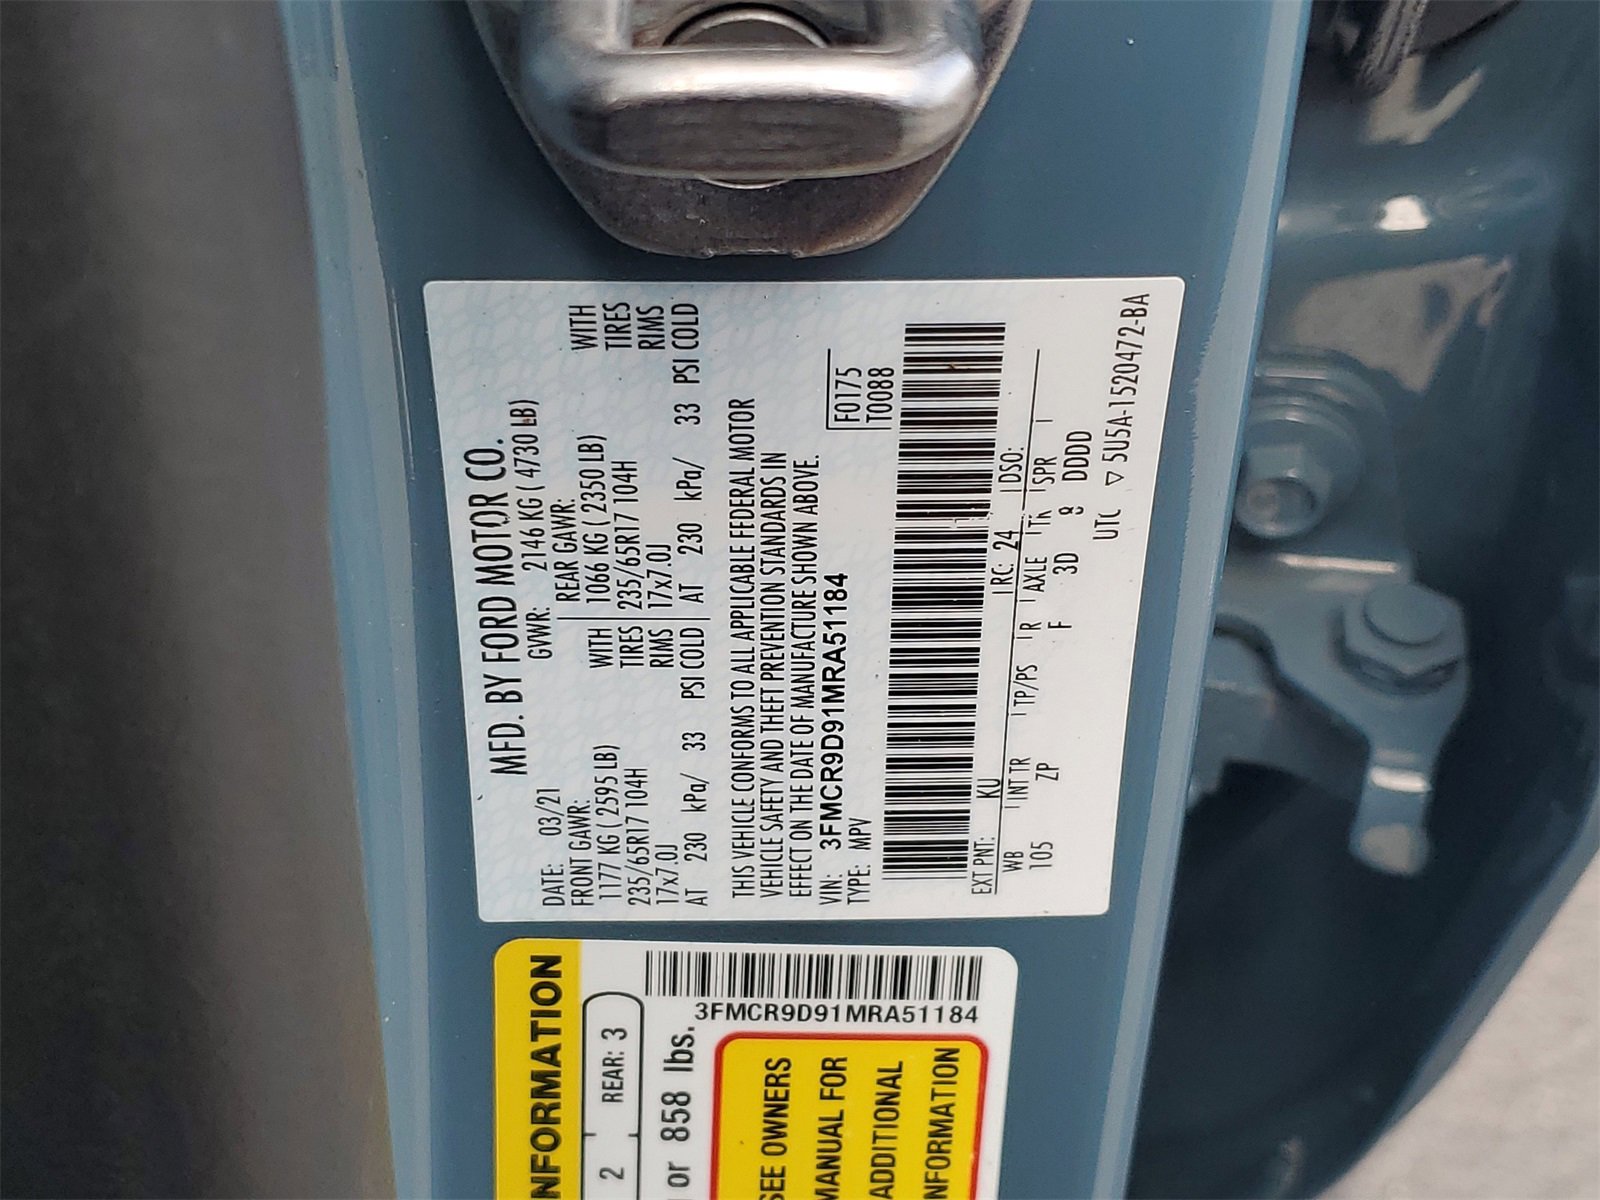 MFD. BY FORD MOTOR CO.
DATE: 03/21 GVWR: 2146 KG ( 4730 LB)
FRONT GAWR: REAR GAWR:
1177 KG ( 2595 LB) WITH 1066 KG ( 2350 LB) WITH
235/65R17 104H TIRES 235/65R17 104H TIRES
17x7.0J RIMS 17x7.0J RIMS
AT 230 kPa/ 33 PSI COLD AT 230 kPa/ 33 PSI COLD
THIS VEHICLE CONFORMS TO ALL APPLICABLE FEDERAL MOTOR
VEHICLE SAFETY AND THEFT PREVENTION STANDARDS IN
EFFECT ON THE DATE OF MANUFACTURE SHOWN ABOVE.
VIN: 3FMCR9D91MRA51184 F0175
TYPE: MPV T0088
EXT PNT: KU RC: 24 DSO:
WB INT TR TP/PS R AXLE TR SPR
105 ZP F 3D 8 DDDD
UTC ▽ 5U5A-1520472-BA
NFORMATION
2 REAR: 3
or 858 lbs.
3FMCR9D91MRA51184
SEE OWNERS
MANUAL FOR
ADDITIONAL
NFORMATION